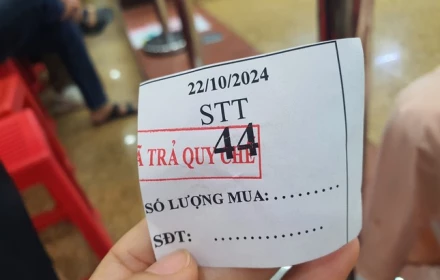 22/10/2024
STT
44
Ã TRẢ QUY CHẾ
SỐ LƯỢNG MUA: ..........
SĐT: ................